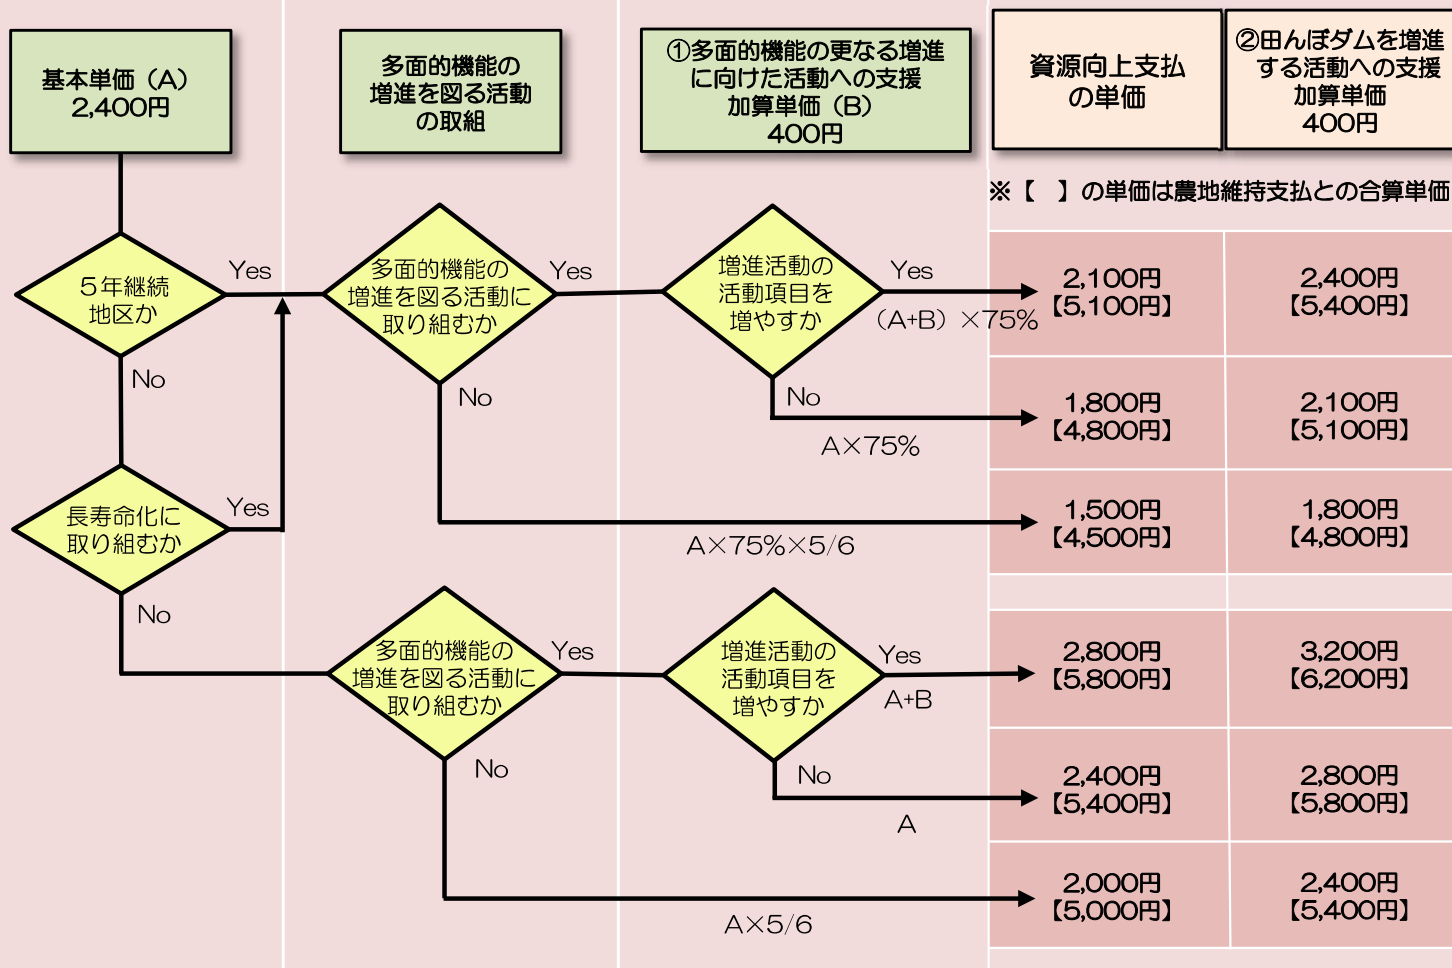 基本単価（A）
2,400円
多面的機能の
増進を図る活動
の取組
①多面的機能の更なる増進
に向けた活動への支援
加算単価（B）
400円
資源向上支払
の単価
②田んぼダムを増進
する活動への支援
加算単価
400円
※【　】の単価は農地維持支払との合算単価
５年継続
地区か
Yes
No
多面的機能の
増進を図る活動に
取り組むか
Yes
No
増進活動の
活動項目を
増やすか
Yes
（A+B）×75%
No
A×75%
A×75%×5/6
2,100円
【5,100円】
2,400円
【5,400円】
1,800円
【4,800円】
2,100円
【5,100円】
1,500円
【4,500円】
1,800円
【4,800円】
長寿命化に
取り組むか
Yes
No
多面的機能の
増進を図る活動に
取り組むか
Yes
No
増進活動の
活動項目を
増やすか
Yes
A+B
No
A
A×5/6
2,800円
【5,800円】
3,200円
【6,200円】
2,400円
【5,400円】
2,800円
【5,800円】
2,000円
【5,000円】
2,400円
【5,400円】